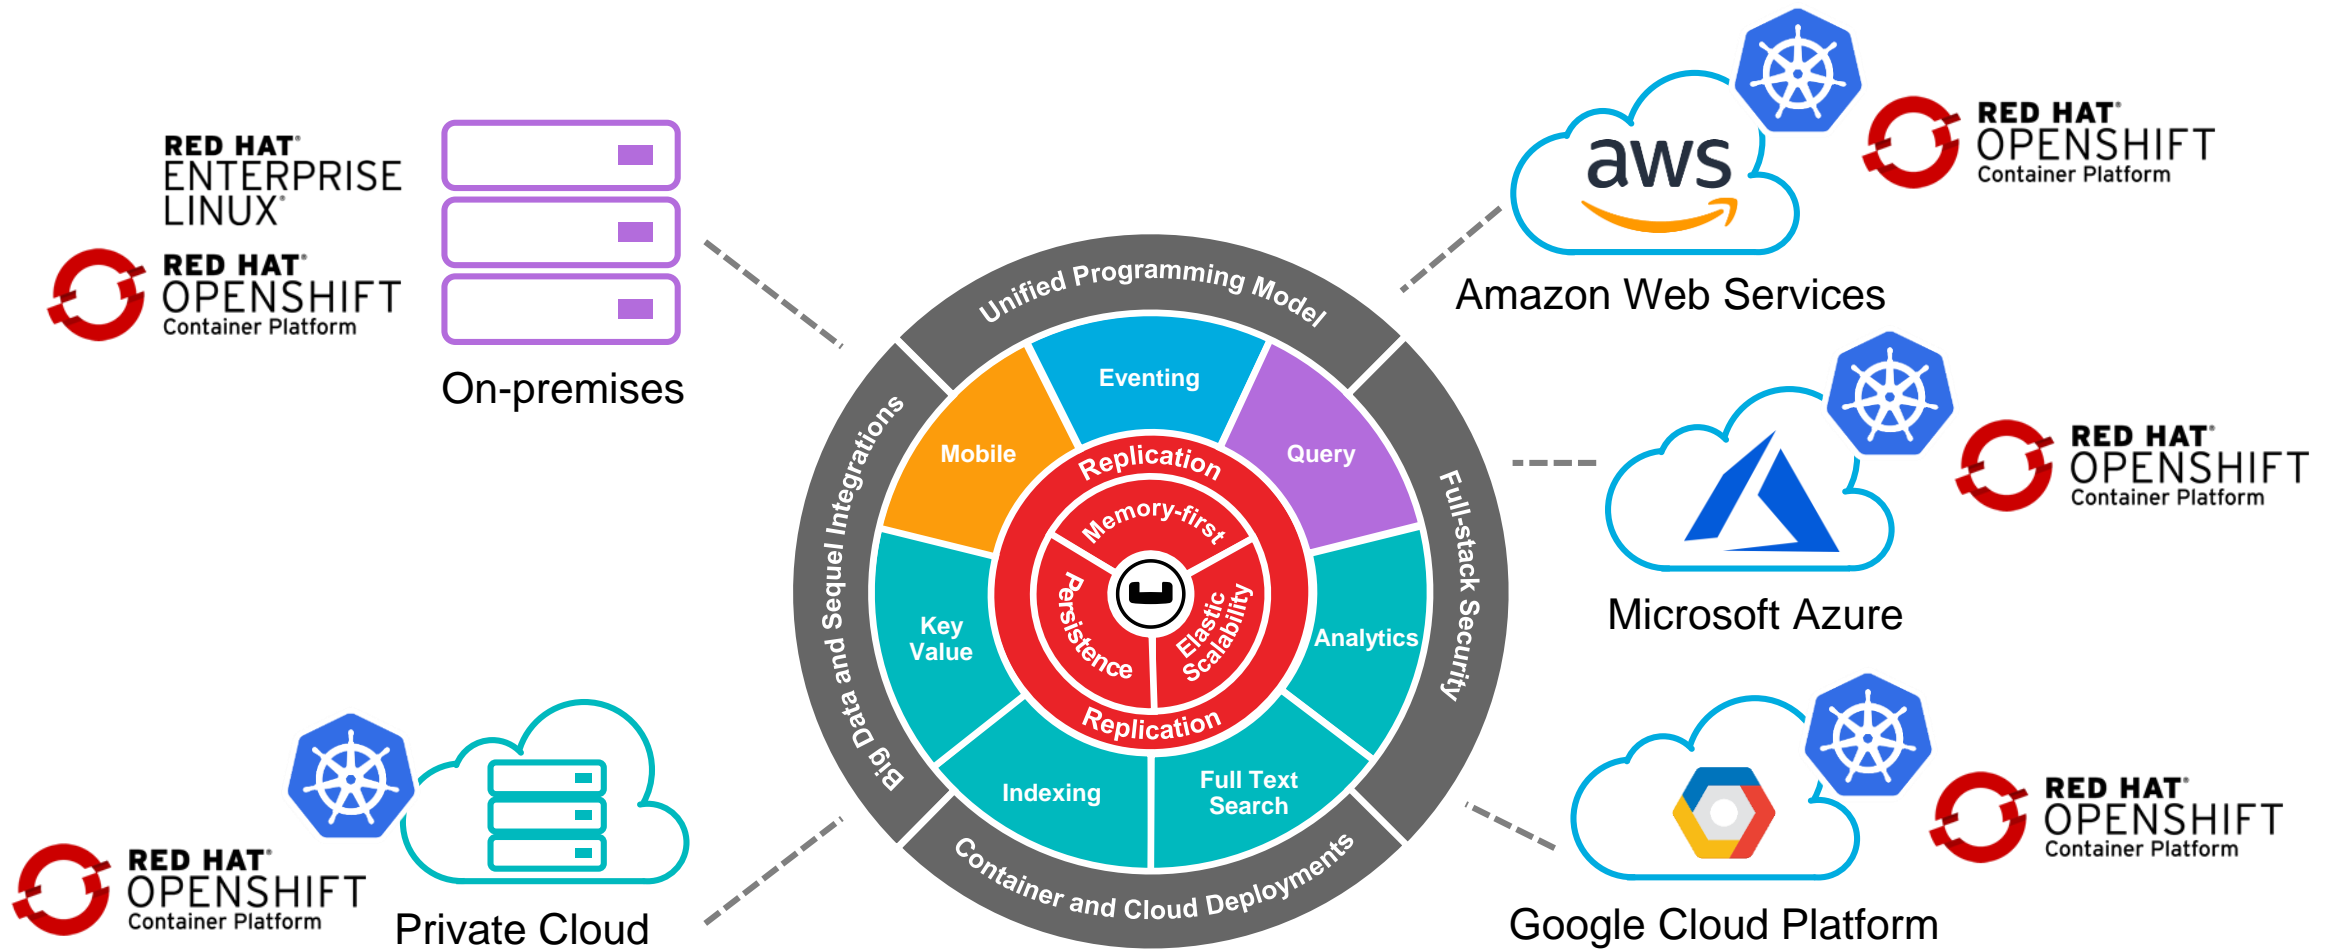 RED HAT®
ENTERPRISE
LINUX®
RED HAT®
OPENSHIFT
Container Platform
On-premises
RED HAT®
OPENSHIFT
Container Platform
Private Cloud
Unified Programming Model
Full-stack Security
Container and Cloud Deployments
Big Data and Sequel Integrations
Eventing
Query
Analytics
Full Text
Search
Indexing
Key
Value
Mobile
Replication
Memory-first
Elastic
Scalability
Persistence
Replication
aws
RED HAT®
OPENSHIFT
Container Platform
Amazon Web Services
RED HAT®
OPENSHIFT
Container Platform
Microsoft Azure
RED HAT®
OPENSHIFT
Container Platform
Google Cloud Platform